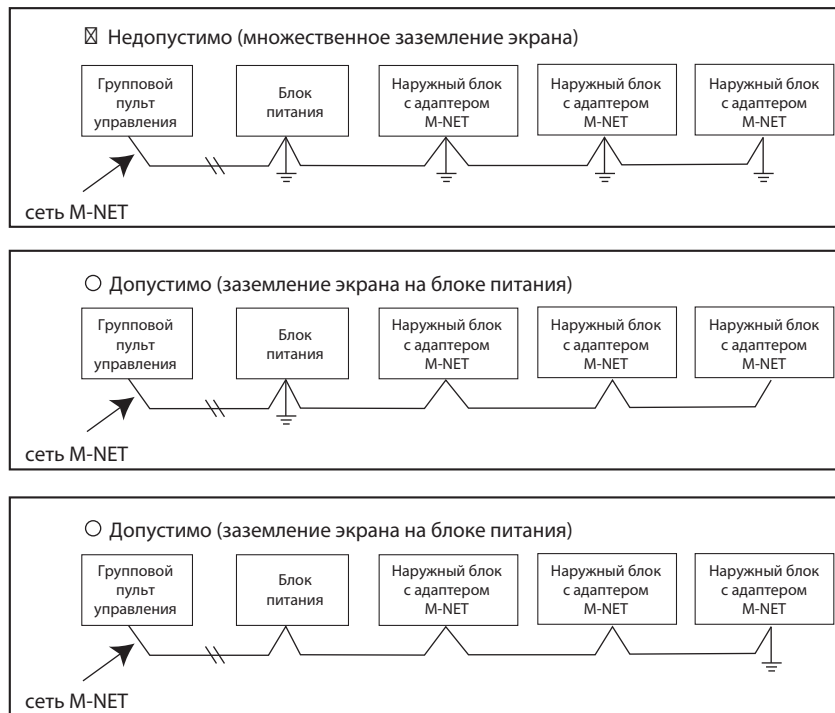 ☒ Недопустимо (множественное заземление экрана)
Групповой
пульт
управления
Блок
питания
Наружный блок
с адаптером
M-NET
Наружный блок
с адаптером
M-NET
Наружный блок
с адаптером
M-NET
сеть M-NET
○ Допустимо (заземление экрана на блоке питания)
Групповой
пульт
управления
Блок
питания
Наружный блок
с адаптером
M-NET
Наружный блок
с адаптером
M-NET
Наружный блок
с адаптером
M-NET
сеть M-NET
○ Допустимо (заземление экрана на блоке питания)
Групповой
пульт
управления
Блок
питания
Наружный блок
с адаптером
M-NET
Наружный блок
с адаптером
M-NET
Наружный блок
с адаптером
M-NET
сеть M-NET